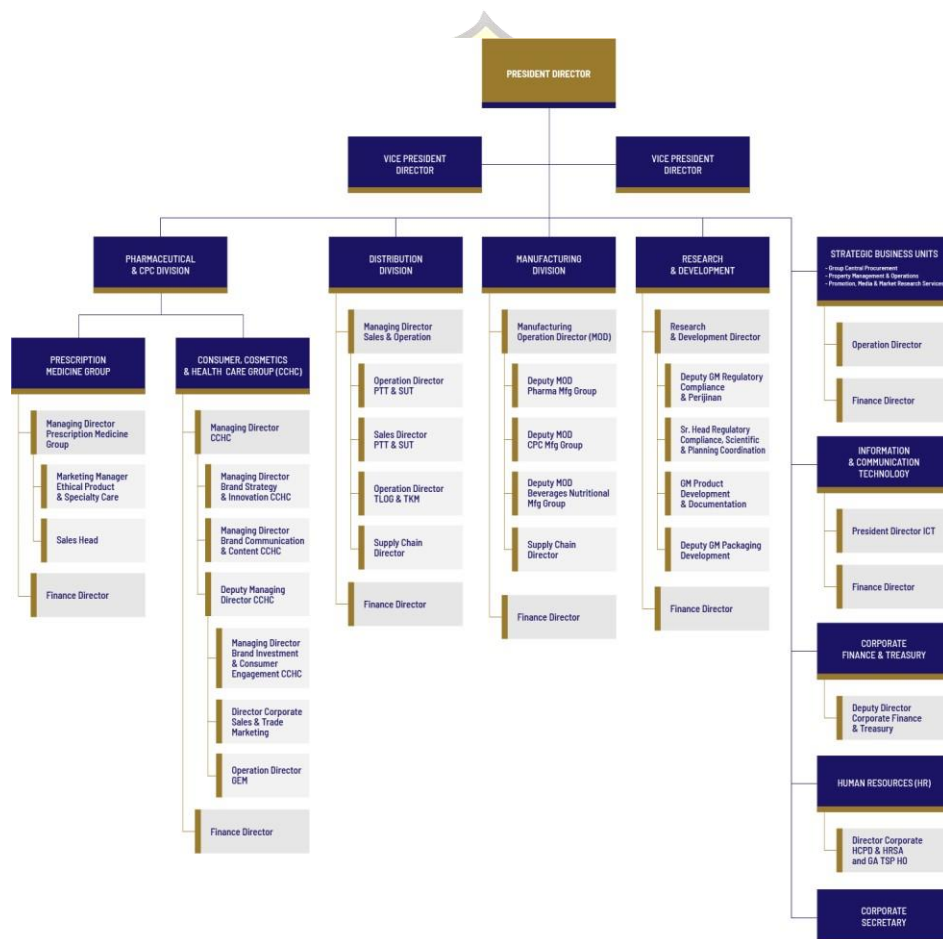 PRESIDENT DIRECTOR
VICE PRESIDENT
DIRECTOR
VICE PRESIDENT
DIRECTOR
PHARMACEUTICAL
& CPC DIVISION
PRESCRIPTION
MEDICINE GROUP
Managing Director
Prescription Medicine
Group
Marketing Manager
Ethical Product
& Specialty Care
Sales Head
Finance Director
CONSUMER, COSMETICS
& HEALTH CARE GROUP (CCHC)
Managing Director
CCHC
Managing Director
Brand Strategy
& Innovation CCHC
Managing Director
Brand Communication
& Content CCHC
Deputy Managing
Director CCHC
Managing Director
Brand Investment
& Consumer
Engagement CCHC
Director Corporate
Sales & Trade
Marketing
Operation Director
GEM
Finance Director
DISTRIBUTION
DIVISION
Managing Director
Sales & Operation
Operation Director
PTT & SUT
Sales Director
PTT & SUT
Operation Director
TLOG & TKM
Supply Chain
Director
Finance Director
MANUFACTURING
DIVISION
Manufacturing
Operation Director (MOD)
Deputy MOD
Pharma Mfg Group
Deputy MOD
CPC Mfg Group
Deputy MOD
Beverages Nutritional
Mfg Group
Supply Chain
Director
Finance Director
RESEARCH
& DEVELOPMENT
Research
& Development Director
Deputy GM Regulatory
Compliance
& Perijinan
Sr. Head Regulatory
Compliance, Scientific
& Planning Coordination
GM Product
Development
& Documentation
Deputy GM Packaging
Development
Finance Director
STRATEGIC BUSINESS UNITS
- Group Central Procurement
- Property Management & Operations
- Promotion, Media & Market Research Services
Operation Director
Finance Director
INFORMATION
& COMMUNICATION
TECHNOLOGY
President Director ICT
Finance Director
CORPORATE
FINANCE & TREASURY
Deputy Director
Corporate Finance
& Treasury
HUMAN RESOURCES (HR)
Director Corporate
HCPD & HRSA
and GA TSP HO
CORPORATE
SECRETARY